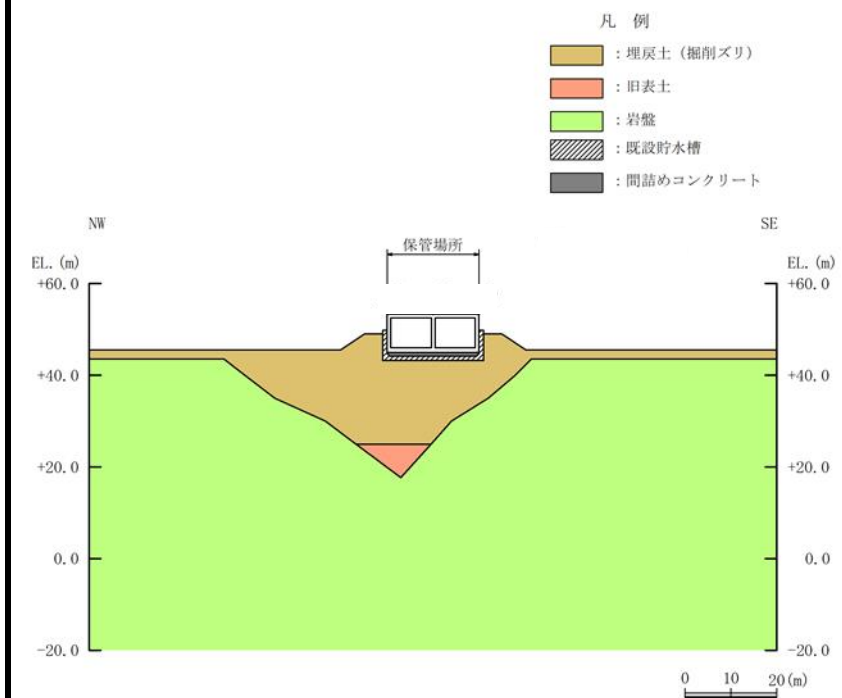 凡 例
：埋戻土（掘削ズリ）
：旧表土
：岩盤
：既設貯水槽
：間詰めコンクリート
NW
SE
保管場所
EL.(m)
EL.(m)
+60.0
+60.0
+40.0
+40.0
+20.0
+20.0
0.0
0.0
-20.0
-20.0
0 10 20(m)